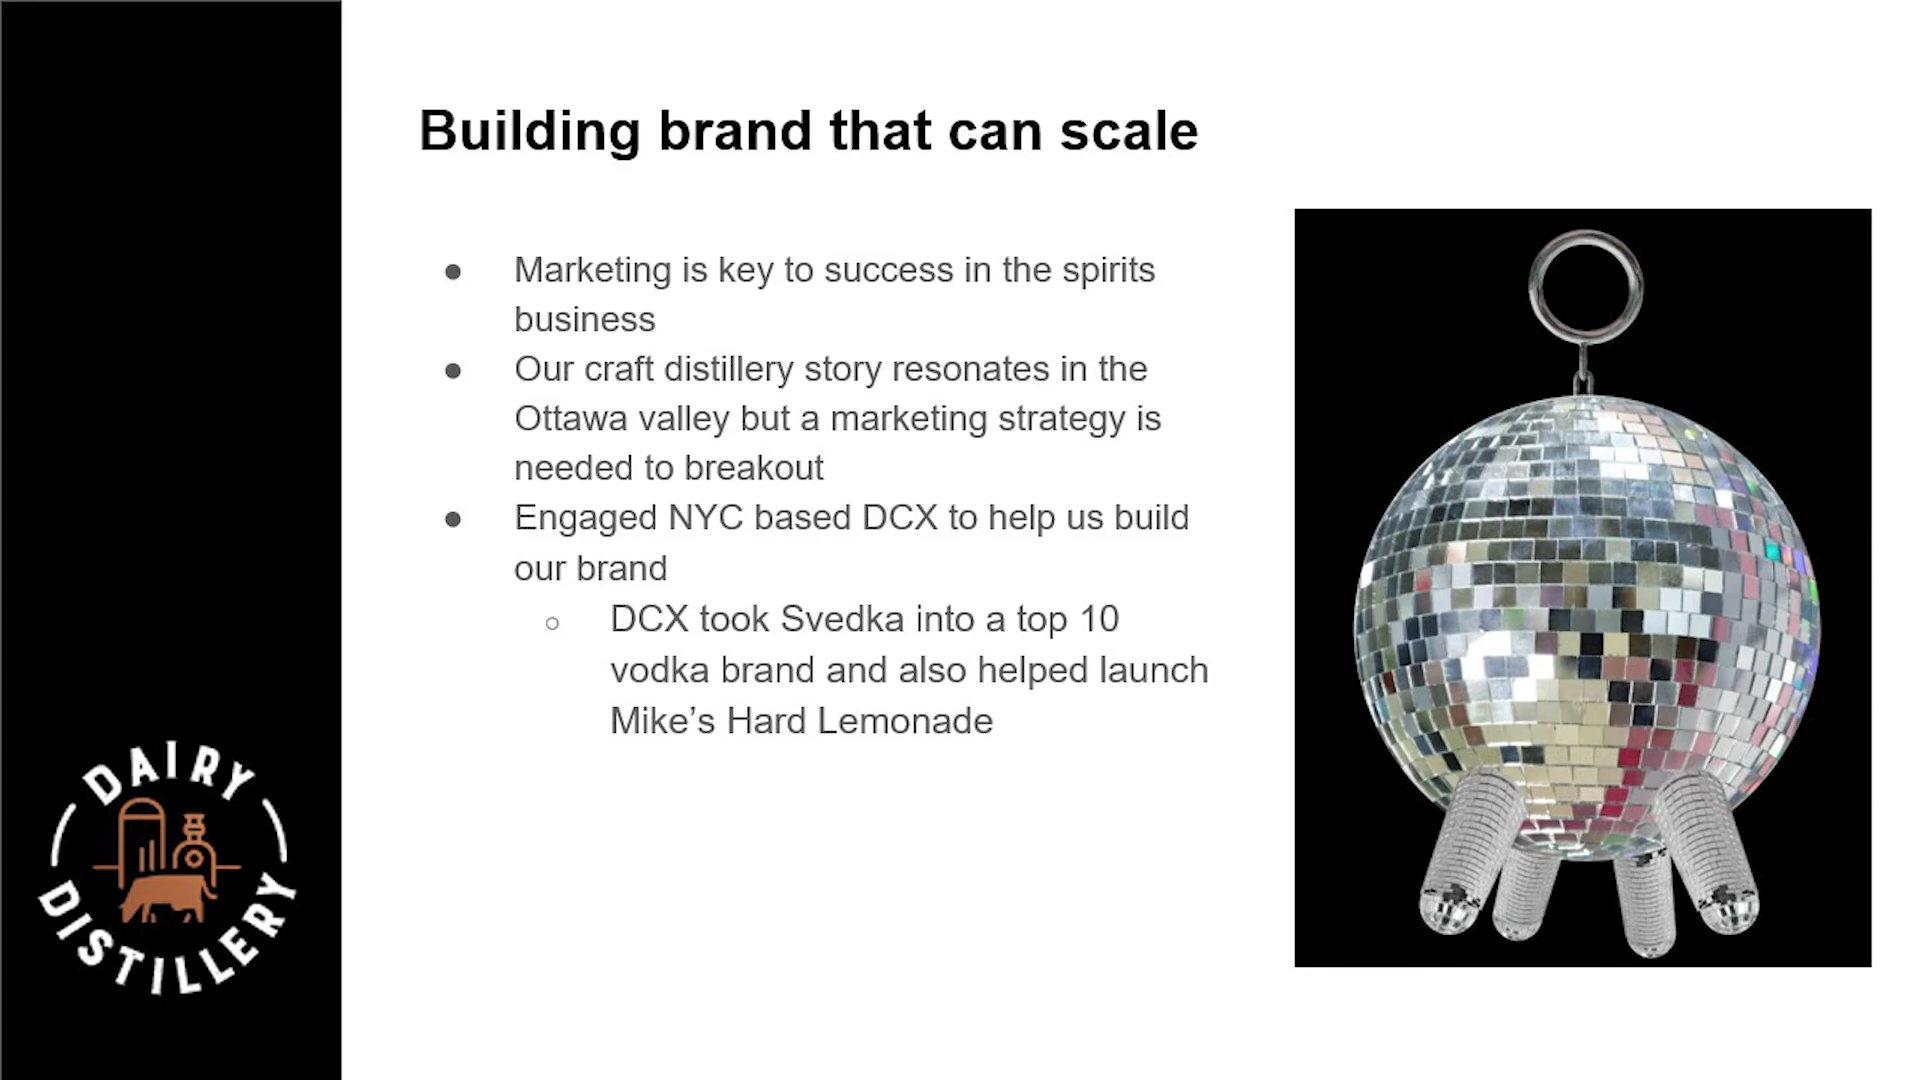 Building brand that can scale
● Marketing is key to success in the spirits
business
● Our craft distillery story resonates in the
Ottawa valley but a marketing strategy is
needed to breakout
● Engaged NYC based DCX to help us build
our brand
○ DCX took Svedka into a top 10
vodka brand and also helped launch
Mike’s Hard Lemonade
DAIRY
DISTILLERY